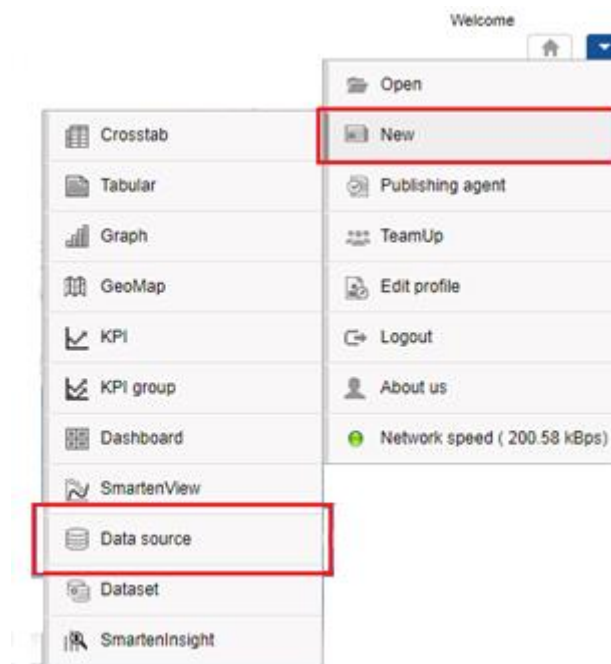 Welcome
Open
New
Publishing agent
TeamUp
Edit profile
Logout
About us
Network speed ( 200.58 kBps)
Crosstab
Tabular
Graph
GeoMap
KPI
KPI group
Dashboard
SmartenView
Data source
Dataset
SmartenInsight